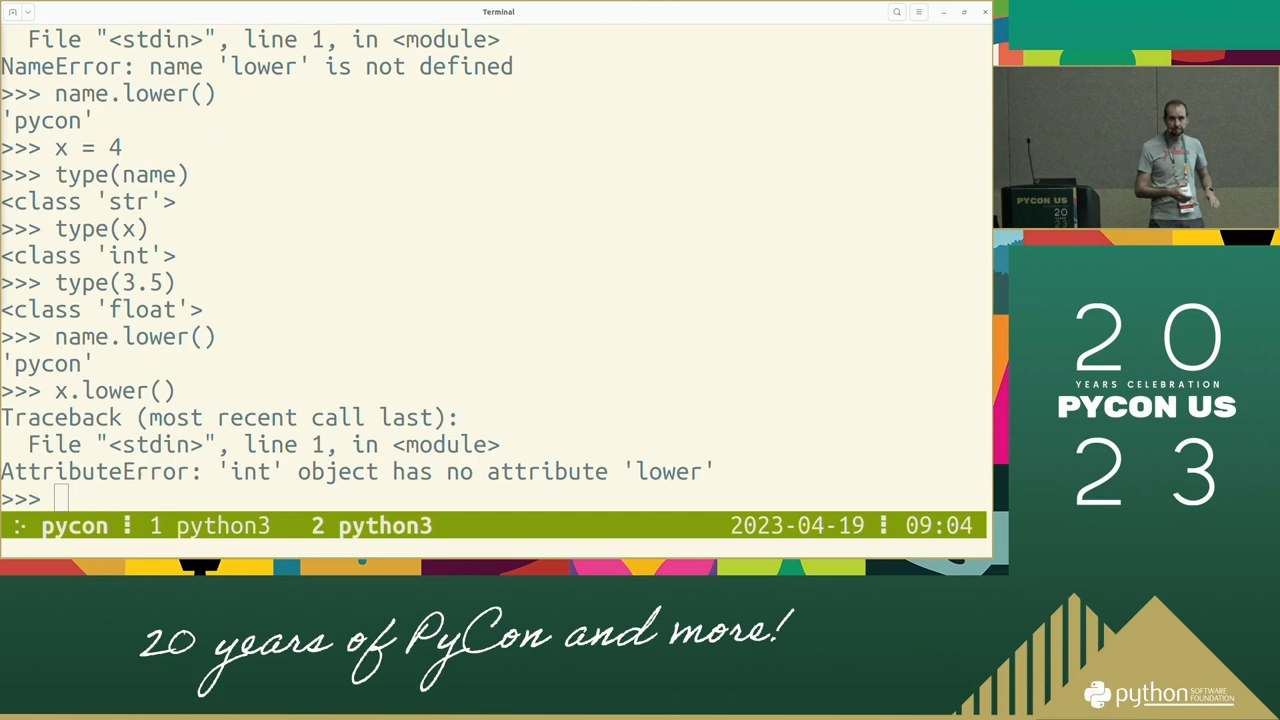 Terminal
File "<stdin>", line 1, in <module>
NameError: name 'lower' is not defined
>>> name.lower()
'pycon'
>>> x = 4
>>> type(name)
<class 'str'>
>>> type(x)
<class 'int'>
>>> type(3.5)
<class 'float'>
>>> name.lower()
'pycon'
>>> x.lower()
Traceback (most recent call last):
File "<stdin>", line 1, in <module>
AttributeError: 'int' object has no attribute 'lower'
>>>
pycon 1 python3 2 python3 2023-04-19 09:04
PYCON US
20
23
20
YEARS CELEBRATION
PYCON US
23
20 years of PyCon and more!
python SOFTWARE
FOUNDATION